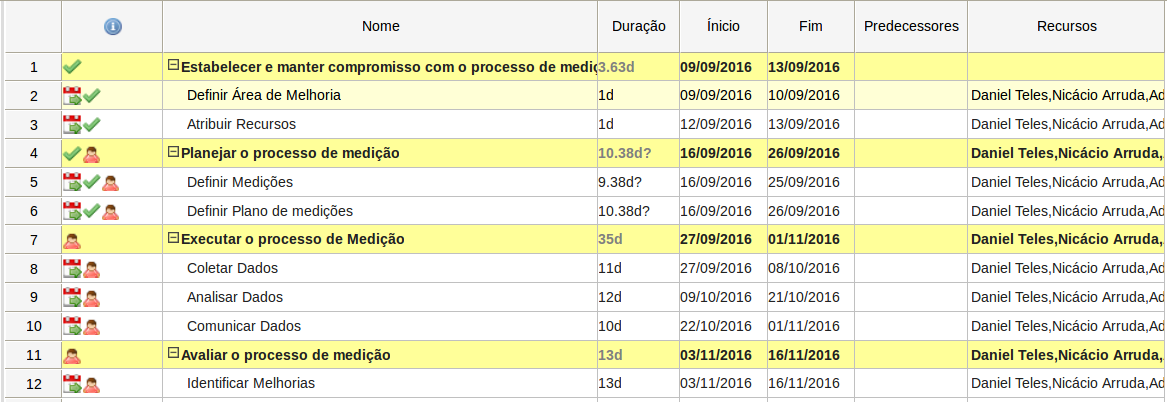 Nome Duração Ínicio Fim Predecessores Recursos
1 Estabelecer e manter compromisso com o processo de mediç 3.63d 09/09/2016 13/09/2016
2 Definir Área de Melhoria 1d 09/09/2016 10/09/2016 Daniel Teles,Nicácio Arruda,Ad
3 Atribuir Recursos 1d 12/09/2016 13/09/2016 Daniel Teles,Nicácio Arruda,Ad
4 Planejar o processo de medição 10.38d? 16/09/2016 26/09/2016 Daniel Teles,Nicácio Arruda,
5 Definir Medições 9.38d? 16/09/2016 25/09/2016 Daniel Teles,Nicácio Arruda,Ad
6 Definir Plano de medições 10.38d? 16/09/2016 26/09/2016 Daniel Teles,Nicácio Arruda,Ad
7 Executar o processo de Medição 35d 27/09/2016 01/11/2016 Daniel Teles,Nicácio Arruda,
8 Coletar Dados 11d 27/09/2016 08/10/2016 Daniel Teles,Nicácio Arruda,Ad
9 Analisar Dados 12d 09/10/2016 21/10/2016 Daniel Teles,Nicácio Arruda,Ad
10 Comunicar Dados 10d 22/10/2016 01/11/2016 Daniel Teles,Nicácio Arruda,Ad
11 Avaliar o processo de medição 13d 03/11/2016 16/11/2016 Daniel Teles,Nicácio Arruda,
12 Identificar Melhorias 13d 03/11/2016 16/11/2016 Daniel Teles,Nicácio Arruda,Ad